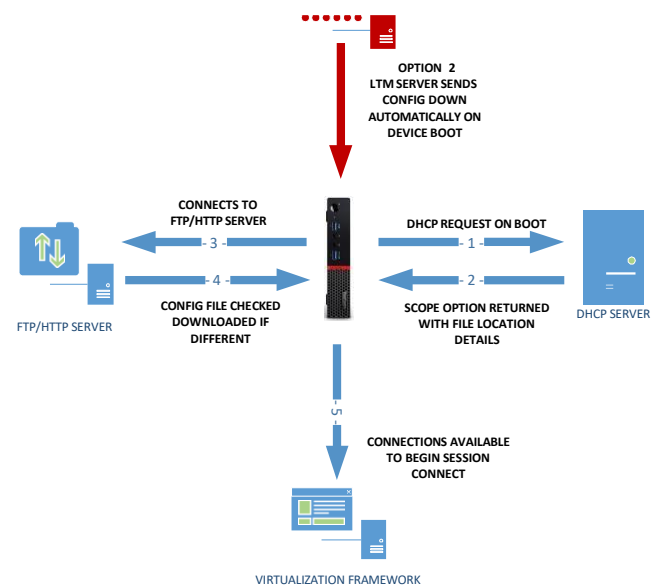 OPTION 2
LTM SERVER SENDS
CONFIG DOWN
AUTOMATICALLY ON
DEVICE BOOT
CONNECTS TO
FTP/HTTP SERVER
DHCP REQUEST ON BOOT
- 3 -
- 1 -
- 4 -
- 2 -
CONFIG FILE CHECKED
DOWNLOADED IF
DIFFERENT
SCOPE OPTION RETURNED
WITH FILE LOCATION
DETAILS
FTP/HTTP SERVER
DHCP SERVER
- 5 -
CONNECTIONS AVAILABLE
TO BEGIN SESSION
CONNECT
VIRTUALIZATION FRAMEWORK